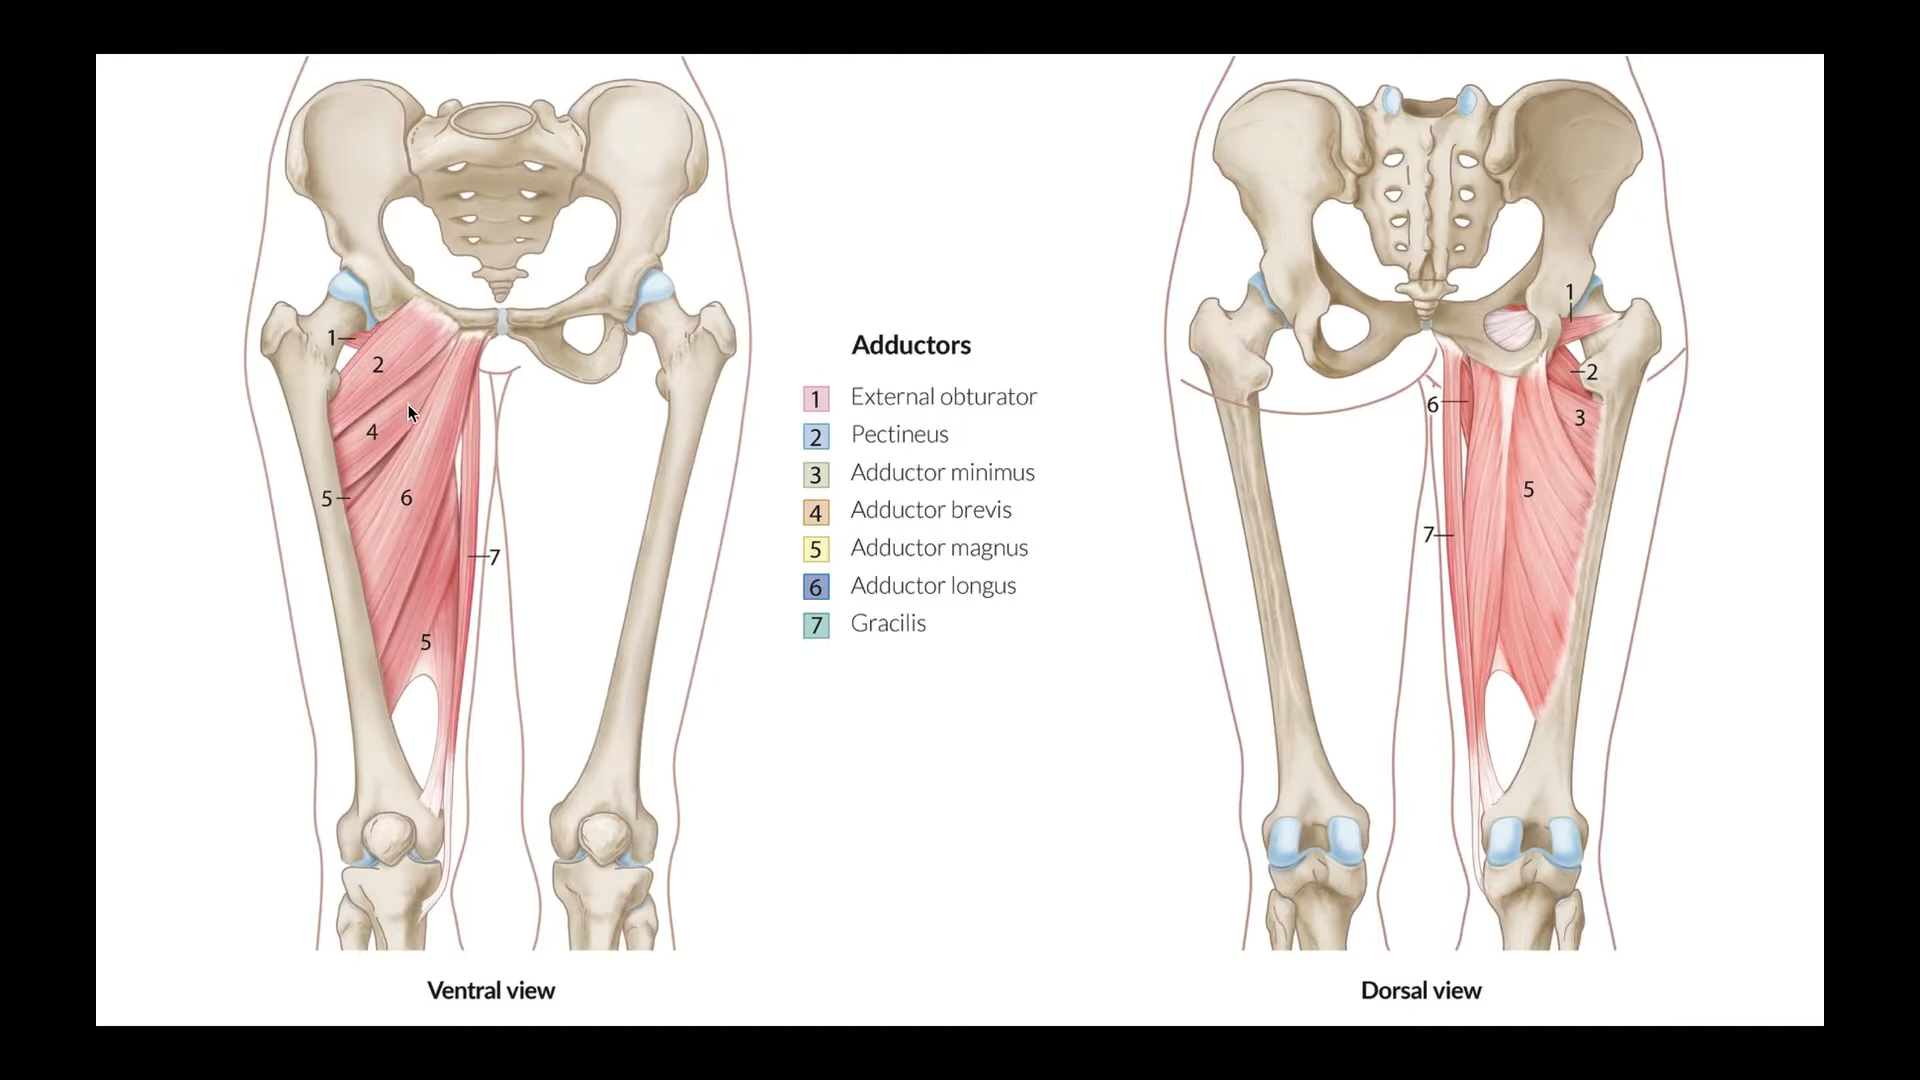 1
2
4
5
6
7
5
Adductors
1 External obturator
2 Pectineus
3 Adductor minimus
4 Adductor brevis
5 Adductor magnus
6 Adductor longus
7 Gracilis
1
2
6
3
5
7
Ventral view
Dorsal view